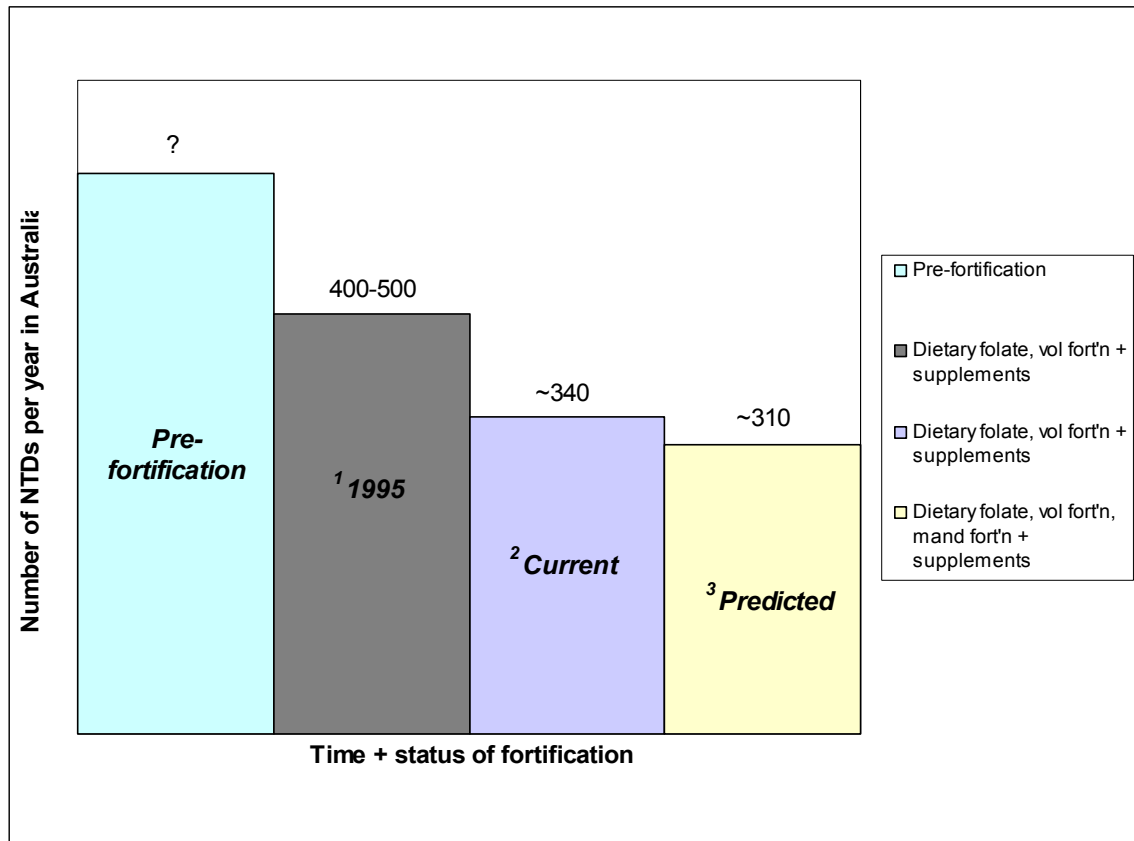 Number of NTDs per year in Australia
?
Pre-
fortification
400-500
¹ 1995
~340
² Current
~310
³ Predicted
Time + status of fortification
Pre-fortification
Dietary folate, vol fort'n +
supplements
Dietary folate, vol fort'n +
supplements
Dietary folate, vol fort'n,
mand fort'n +
supplements